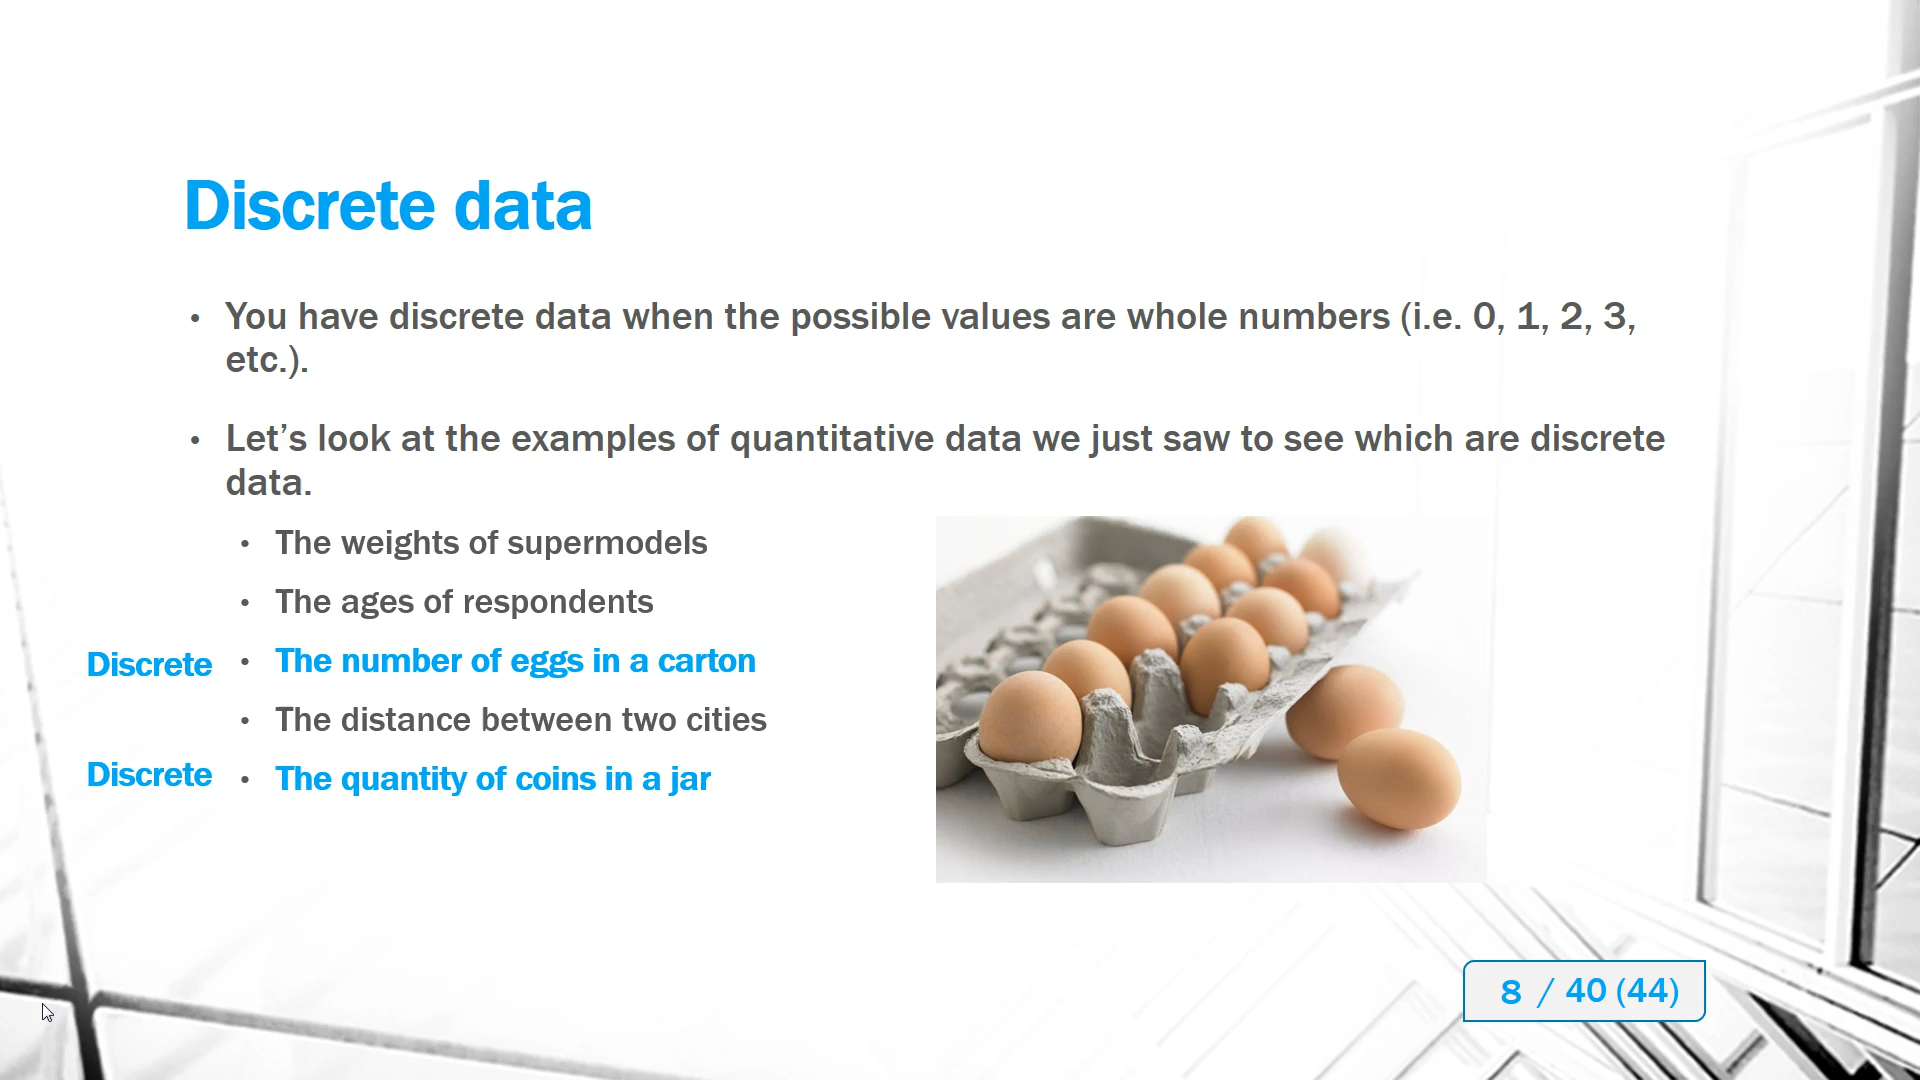 Discrete data
• You have discrete data when the possible values are whole numbers (i.e. 0, 1, 2, 3,
etc.).
• Let’s look at the examples of quantitative data we just saw to see which are discrete
data.
• The weights of supermodels
• The ages of respondents
Discrete • The number of eggs in a carton
• The distance between two cities
Discrete • The quantity of coins in a jar
8 / 40 (44)